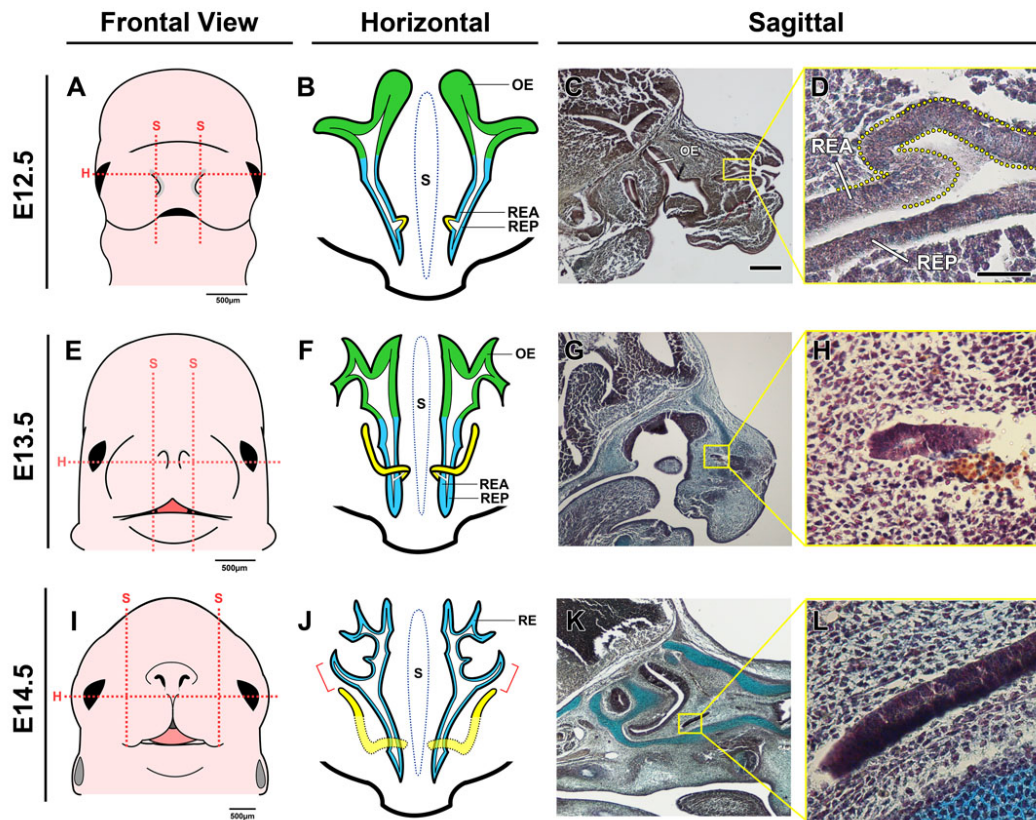 Frontal View Horizontal Sagittal
E12.5
A
S S
H
500µm
B
OE
S
REA
REP
C
OE
D
REA
REP
E13.5
E
S S
H
500µm
F
OE
S
REA
REP
G
H
E14.5
I
S S
H
500µm
J
RE
S
K
L